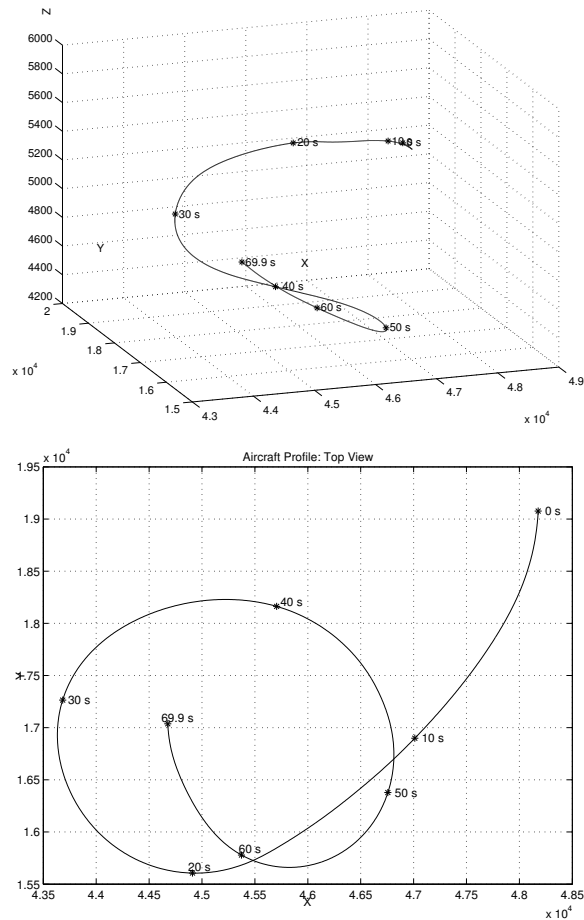 Z
6000
5800
5600
5400
5200
5000
4800
4600
4400
4200
20 s
10 s
0 s
30 s
Y
69.9 s
X
40 s
60 s
50 s
2
1.9
1.8
1.7
1.6
1.5
x 10⁴
4.3
4.4
4.5
4.6
4.7
4.8
4.9
x 10⁴
Aircraft Profile: Top View
x 10⁴
1.95
1.9
1.85
1.8
1.75
1.7
1.65
1.6
1.55
Y
0 s
40 s
30 s
69.9 s
10 s
50 s
60 s
20 s
4.35
4.4
4.45
4.5
4.55
4.6
4.65
4.7
4.75
4.8
4.85
X
x 10⁴